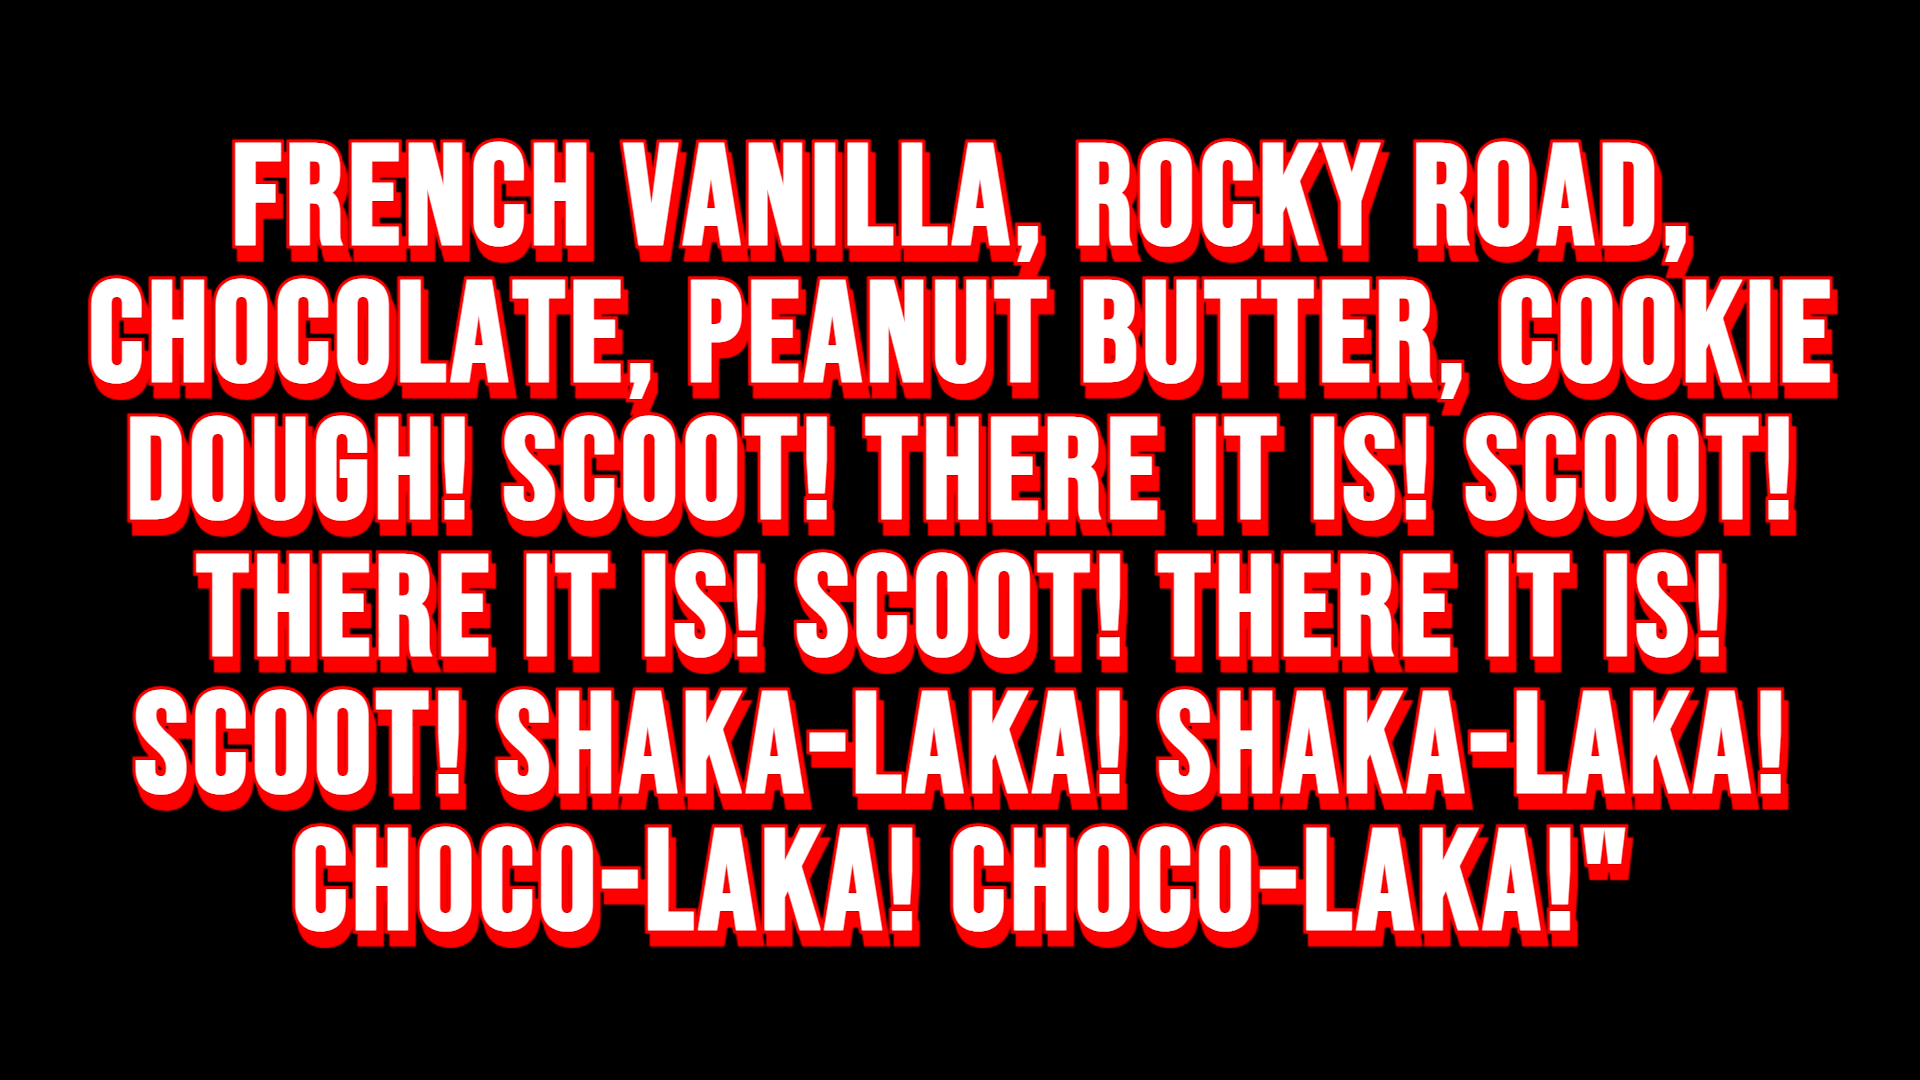 FRENCH VANILLA, ROCKY ROAD,
CHOCOLATE, PEANUT BUTTER, COOKIE
DOUGH! SCOOT! THERE IT IS! SCOOT!
THERE IT IS! SCOOT! THERE IT IS!
SCOOT! SHAKA-LAKA! SHAKA-LAKA!
CHOCO-LAKA! CHOCO-LAKA!"